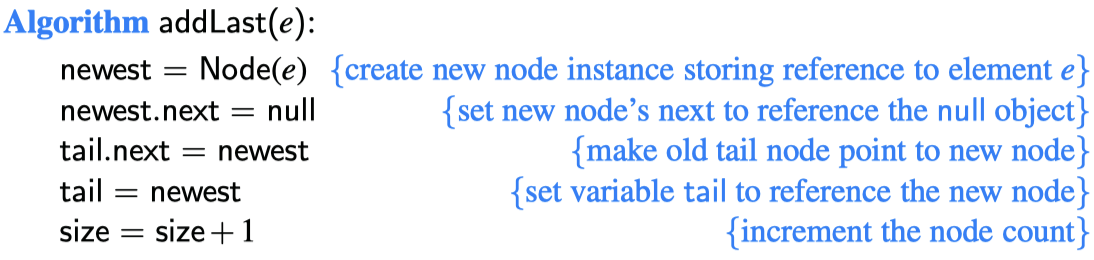 Algorithm addLast(e):
newest = Node(e) {create new node instance storing reference to element e}
newest.next = null {set new node’s next to reference the null object}
tail.next = newest {make old tail node point to new node}
tail = newest {set variable tail to reference the new node}
size = size+1 {increment the node count}